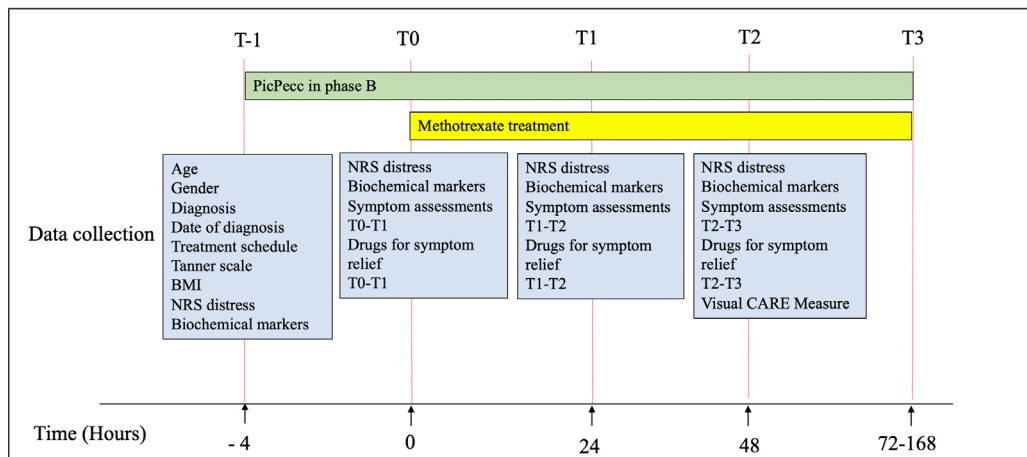 T-1 T0 T1 T2 T3
PicPecc in phase B
Methotrexate treatment
Data collection
Age
Gender
Diagnosis
Date of diagnosis
Treatment schedule
Tanner scale
BMI
NRS distress
Biochemical markers
NRS distress
Biochemical markers
Symptom assessments
T0-T1
Drugs for symptom
relief
T0-T1
NRS distress
Biochemical markers
Symptom assessments
T1-T2
Drugs for symptom
relief
T1-T2
NRS distress
Biochemical markers
Symptom assessments
T2-T3
Drugs for symptom
relief
T2-T3
Visual CARE Measure
Time (Hours)
- 4 0 24 48 72-168